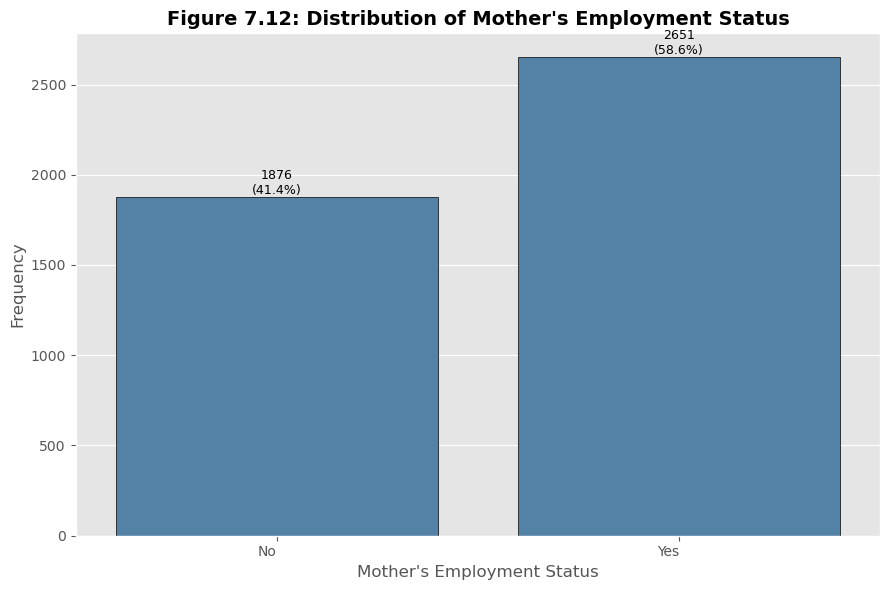 Figure 7.12: Distribution of Mother's Employment Status
2651
(58.6%)
2500
2000
1876
(41.4%)
1500
1000
500
0
Frequency
No
Yes
Mother's Employment Status